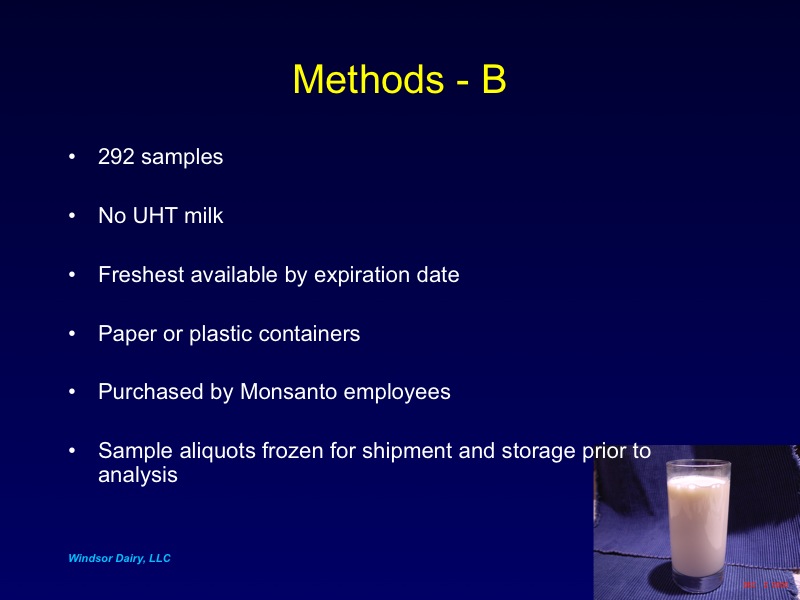 Methods - B
• 292 samples
• No UHT milk
• Freshest available by expiration date
• Paper or plastic containers
• Purchased by Monsanto employees
• Sample aliquots frozen for shipment and storage prior to
analysis
Windsor Dairy, LLC